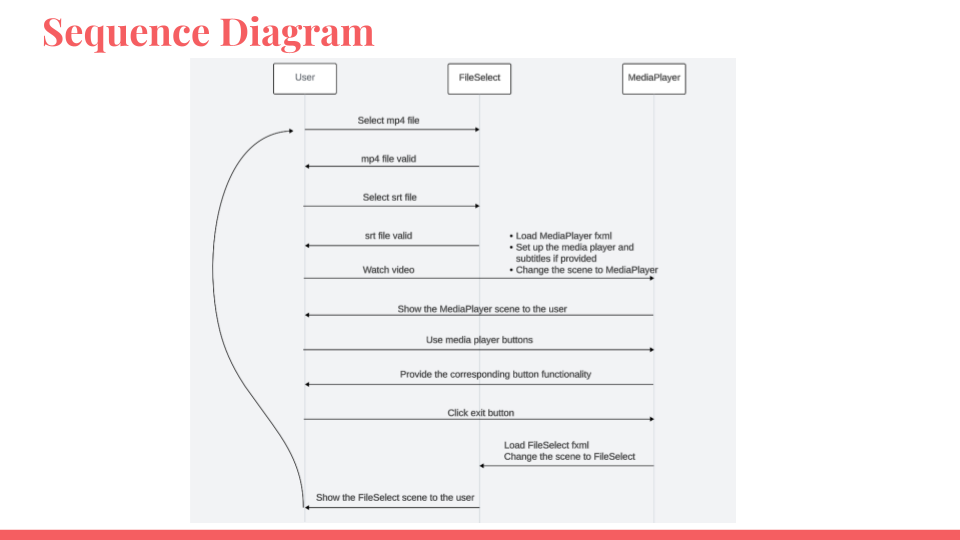 Sequence Diagram
User
FileSelect
MediaPlayer
Select mp4 file
mp4 file valid
Select srt file
srt file valid
• Load MediaPlayer fxml
• Set up the media player and
subtitles if provided
• Change the scene to MediaPlayer
Watch video
Show the MediaPlayer scene to the user
Use media player buttons
Provide the corresponding button functionality
Click exit button
Load FileSelect fxml
Change the scene to FileSelect
Show the FileSelect scene to the user